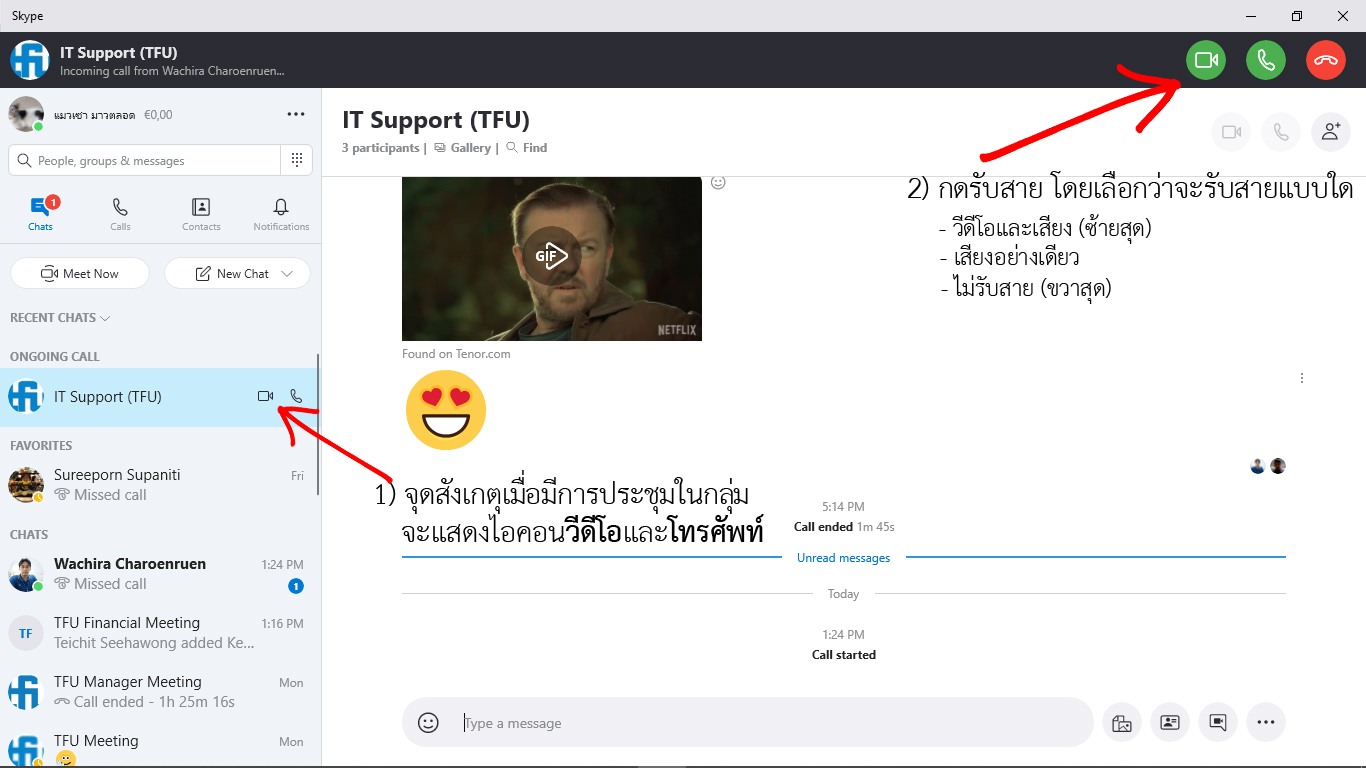 Skype
IT Support (TFU)
Incoming call from Wachira Charoenruen...
แมวเซา มาวตลอด €0,00
People, groups & messages
1
Chats Calls Contacts Notifications
Meet Now New Chat
RECENT CHATS
ONGOING CALL
IT Support (TFU)
FAVORITES
Sureeporn Supaniti Fri
Missed call
CHATS
Wachira Charoenruen 1:24 PM
Missed call 1
TF TFU Financial Meeting 1:16 PM
Teichit Seehawong added Ke...
TFU Manager Meeting Mon
Call ended - 1h 25m 16s
TFU Meeting Mon
IT Support (TFU)
3 participants | Gallery | Find
GIF
NETFLIX
Found on Tenor.com
2) กดรับสาย โดยเลือกว่าจะรับสายแบบใด
- วีดีโอและเสียง (ซ้ายสุด)
- เสียงอย่างเดียว
- ไม่รับสาย (ขวาสุด)
1) จุดสังเกตุเมื่อมีการประชุมในกลุ่ม
จะแสดงไอคอนวีดีโอและโทรศัพท์
5:14 PM
Call ended 1m 45s
Unread messages
Today
1:24 PM
Call started
Type a message